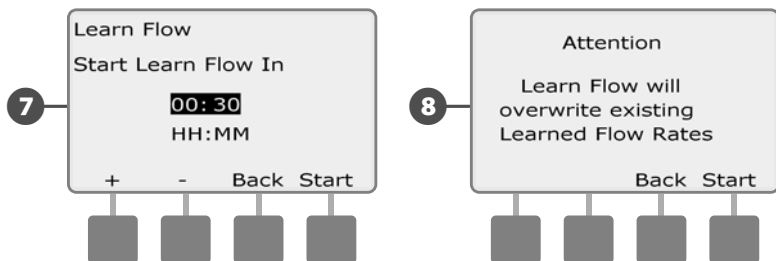 7
Learn Flow
Start Learn Flow In
00:30
HH:MM
+ - Back Start
8
Attention
Learn Flow will
overwrite existing
Learned Flow Rates
Back Start